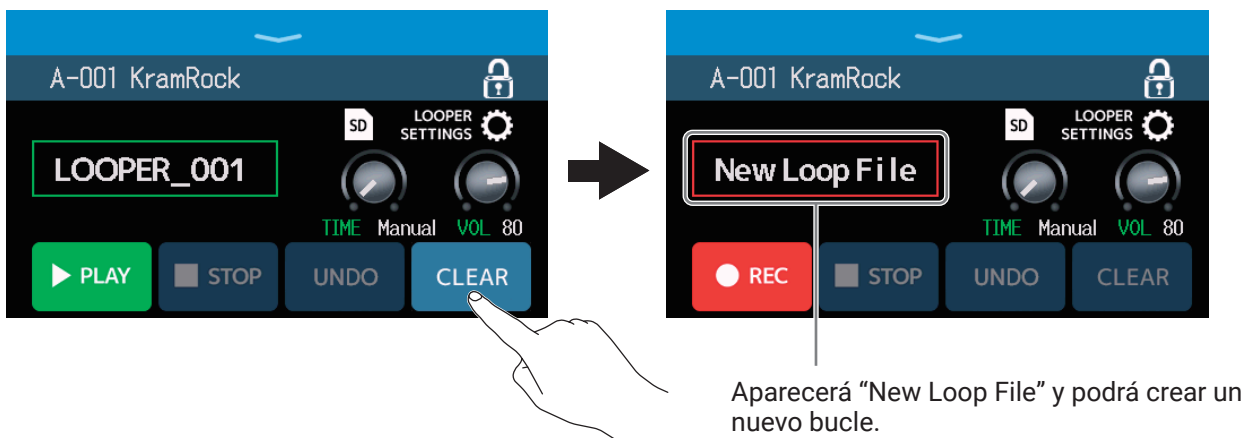 A-001 KramRock
SD
LOOPER
SETTINGS
LOOPER_001
TIME Manual VOL 80
PLAY STOP UNDO CLEAR
A-001 KramRock
SD
LOOPER
SETTINGS
New Loop File
TIME Manual VOL 80
REC STOP UNDO CLEAR
Aparecerá “New Loop File” y podrá crear un
nuevo bucle.